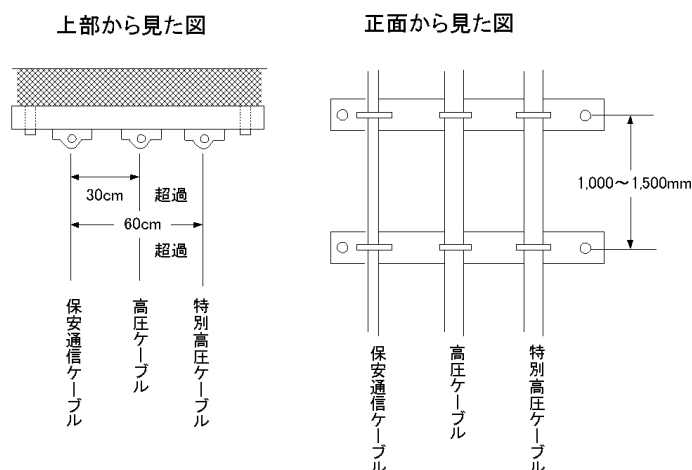 上部から見た図
正面から見た図
30cm
超過
60cm
超過
1,000～1,500mm
保安通信ケーブル
高圧ケーブル
特別高圧ケーブル
保安通信ケーブル
高圧ケーブル
特別高圧ケーブル